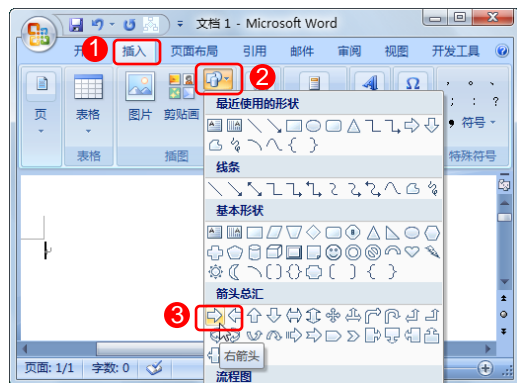 文档 1 - Microsoft Word
1
插入 页面布局 引用 邮件 审阅 视图 开发工具
2
页 表格 图片 剪贴画 Ω , 。 、 ; : ? , 符号
表格 插图 特殊符号
最近使用的形状
线条
基本形状
箭头总汇
3
右箭头
流程图
页面: 1/1 字数: 0